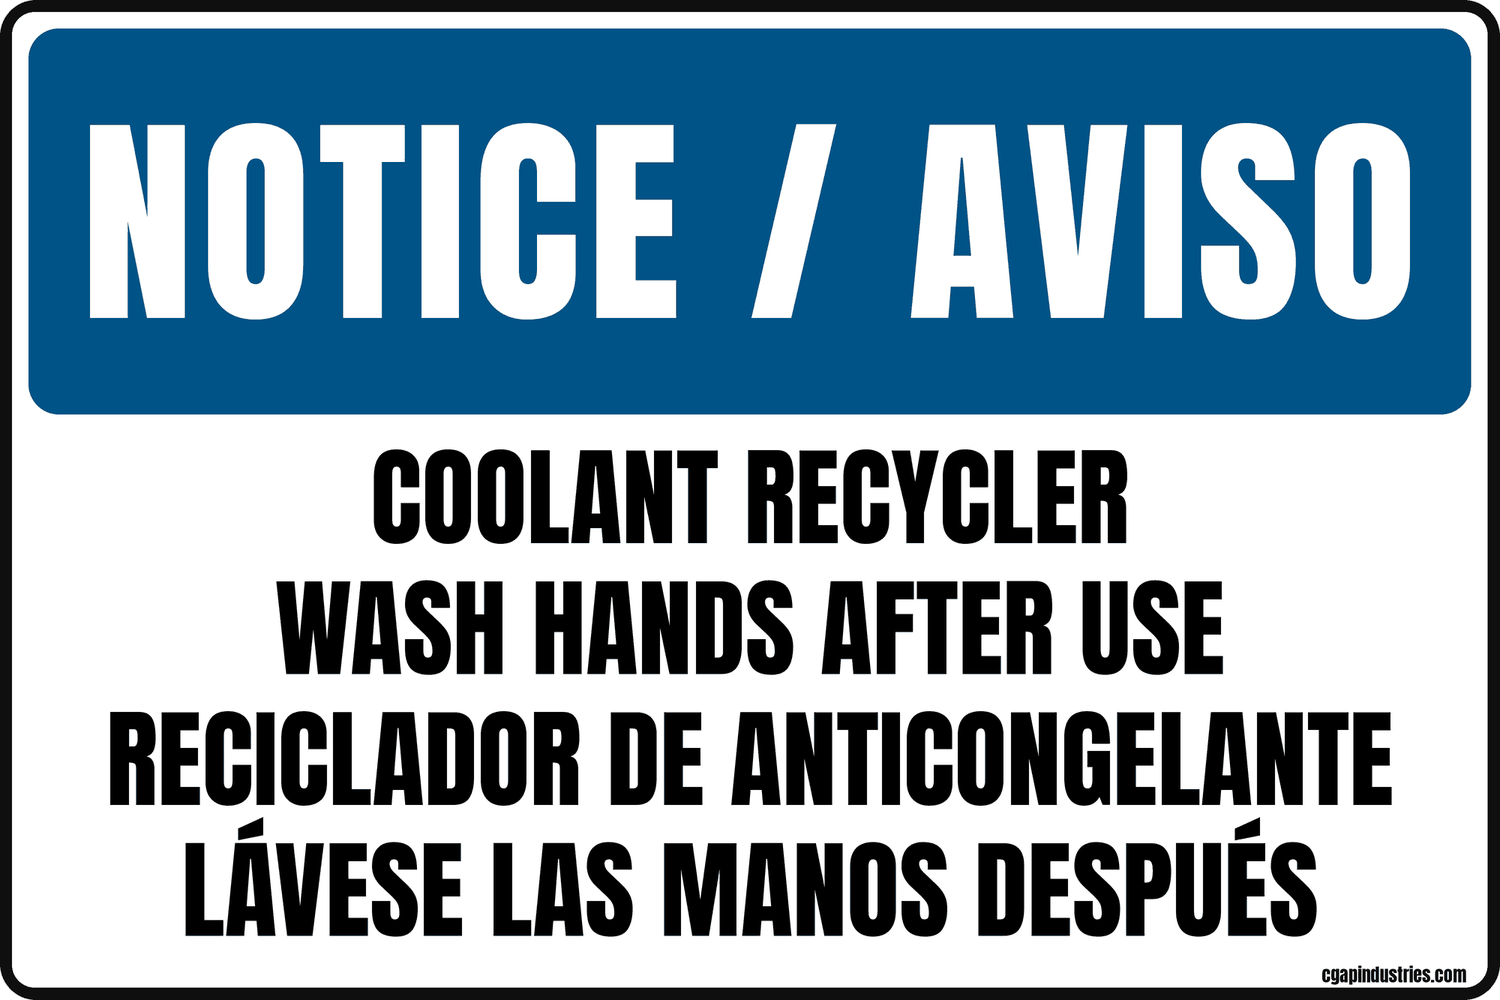 NOTICE / AVISO
COOLANT RECYCLER
WASH HANDS AFTER USE
RECICLADOR DE ANTICONGELANTE
LÁVESE LAS MANOS DESPUÉS
cgapindustries.com